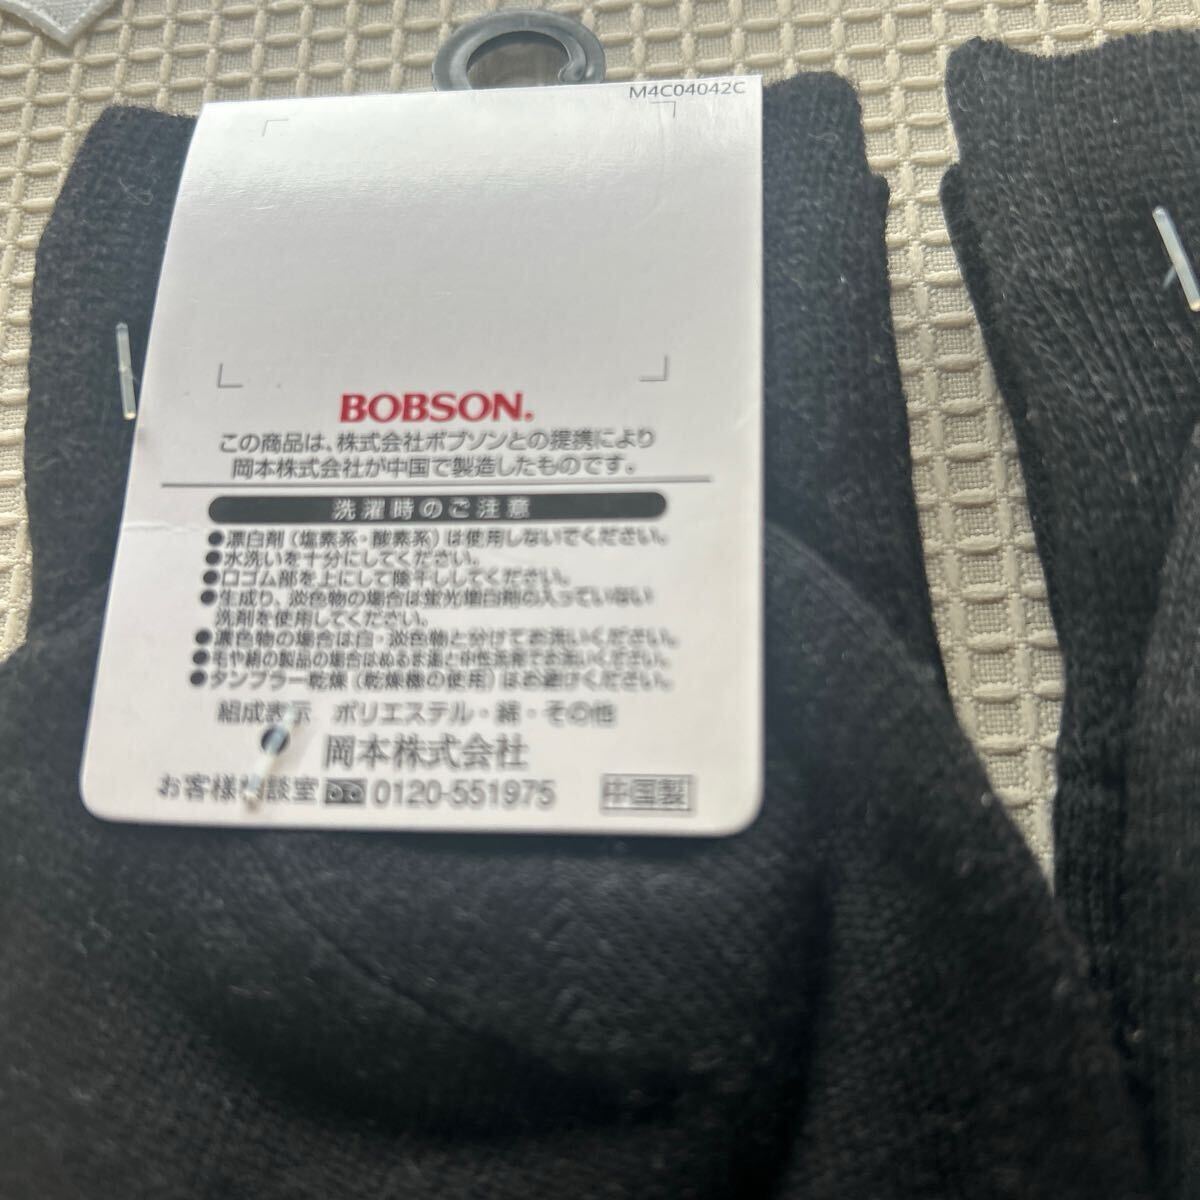 M4C04042C
BOBSON.
この商品は、株式会社ボブソンとの提携により
岡本株式会社が中国で製造したものです。
洗濯時のご注意
●漂白剤(塩素系・酸素系)は使用しないでください。
●水洗いを十分にしてください。
●口ゴム部を上にして陰干ししてください。
●生成り、淡色物の場合は蛍光増白剤の入っていない
洗剤を使用してください。
●濃色物の場合は白・淡色物と分けてお洗いください。
●毛や絹の製品の場合はぬるま湯と中性洗剤でお洗いください。
●タンブラー乾燥(乾燥機の使用)はお避けください。
組成表示 ポリエステル・綿・その他
岡本株式会社
お客様相談室 0120-551975 中国製